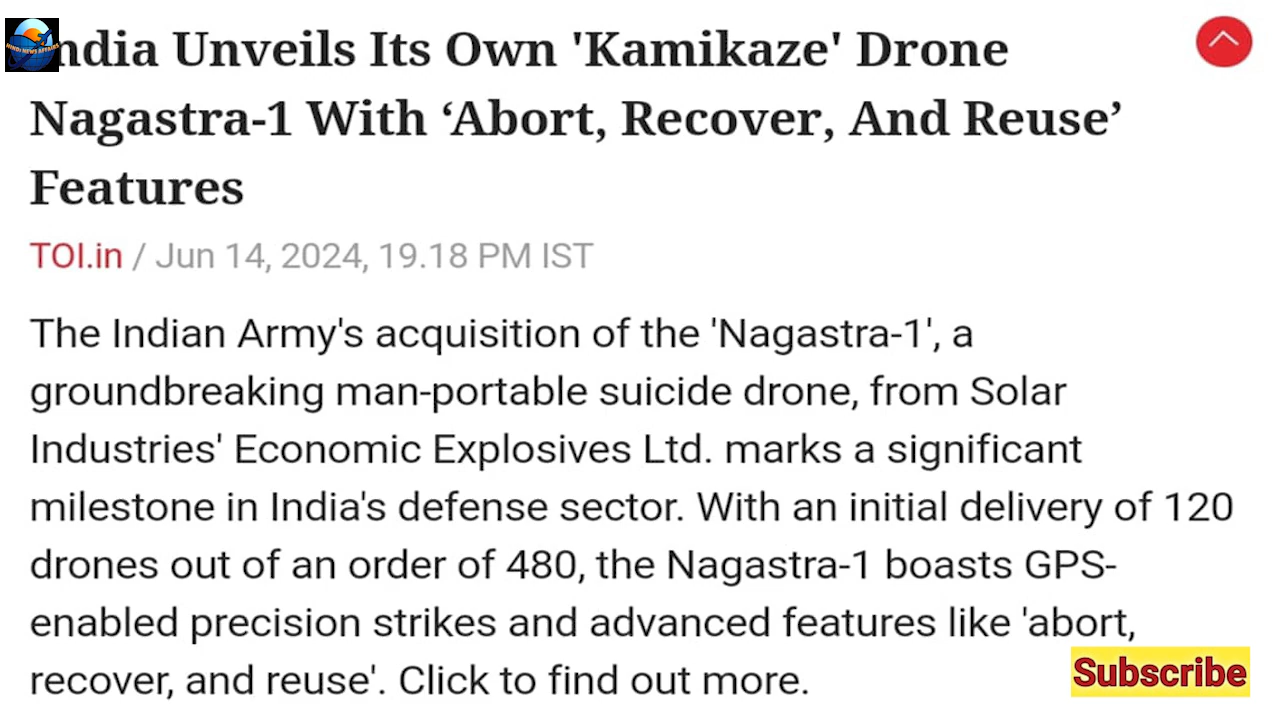 HINDI NEWS AFFAIRS
ndia Unveils Its Own 'Kamikaze' Drone
Nagastra-1 With ‘Abort, Recover, And Reuse’
Features
TOI.in / Jun 14, 2024, 19.18 PM IST
The Indian Army's acquisition of the 'Nagastra-1', a
groundbreaking man-portable suicide drone, from Solar
Industries' Economic Explosives Ltd. marks a significant
milestone in India's defense sector. With an initial delivery of 120
drones out of an order of 480, the Nagastra-1 boasts GPS-
enabled precision strikes and advanced features like 'abort,
recover, and reuse'. Click to find out more.
Subscribe